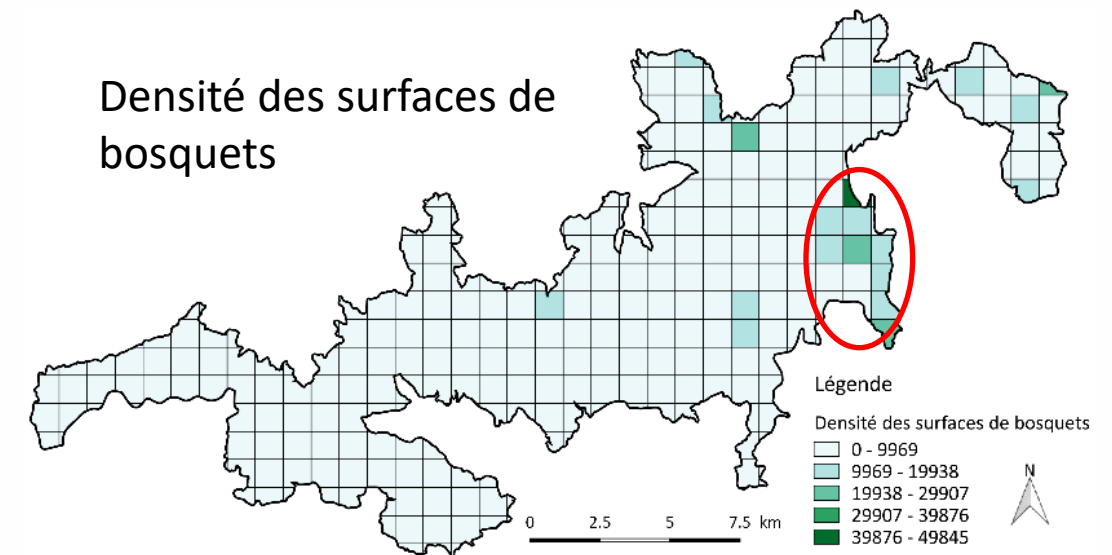 Densité des surfaces de
bosquets
Légende
Densité des surfaces de bosquets
0 - 9969
9969 - 19938
19938 - 29907
29907 - 39876
39876 - 49845
N
0 2.5 5 7.5 km